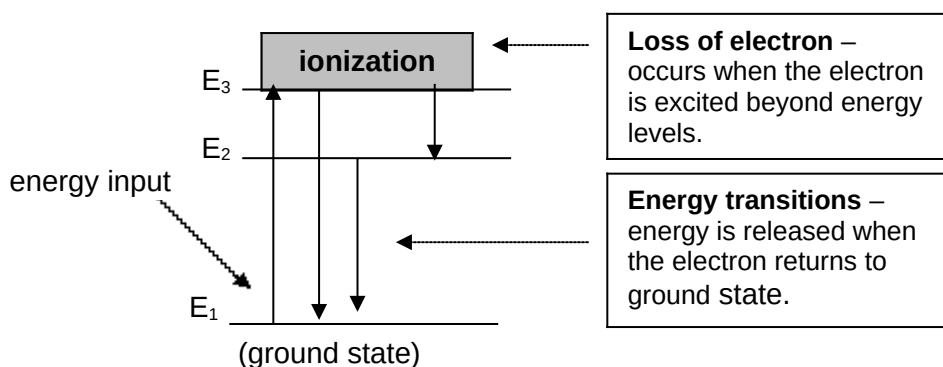 ionization
E₃
E₂
energy input
E₁
(ground state)
Loss of electron –
occurs when the electron
is excited beyond energy
levels.
Energy transitions –
energy is released when
the electron returns to
ground state.